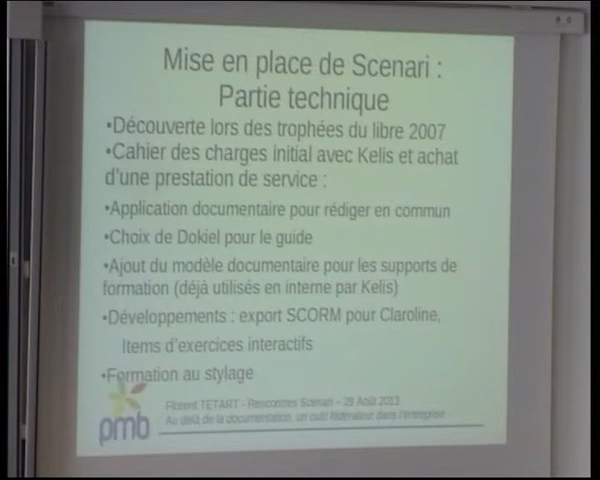 Mise en place de Scenari :
Partie technique
•Découverte lors des trophées du libre 2007
•Cahier des charges initial avec Kelis et achat
d'une prestation de service :
•Application documentaire pour rédiger en commun
•Choix de Dokiel pour le guide
•Ajout du modèle documentaire pour les supports de
formation (déjà utilisés en interne par Kelis)
•Développements : export SCORM pour Claroline,
Items d'exercices interactifs
•Formation au stylage
Florent TETART - Rencontres Scenari – 29 Août 2013
Au delà de la documentation, un outil fédérateur dans l'entreprise
pmb